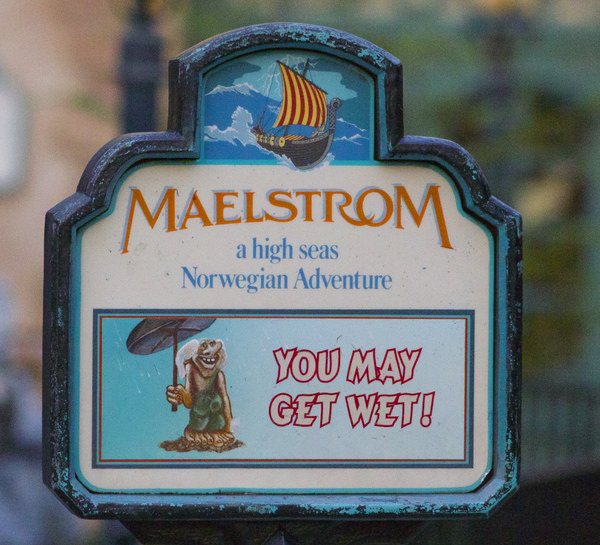 MAELSTROM
a high seas
Norwegian Adventure
YOU MAY
GET WET!